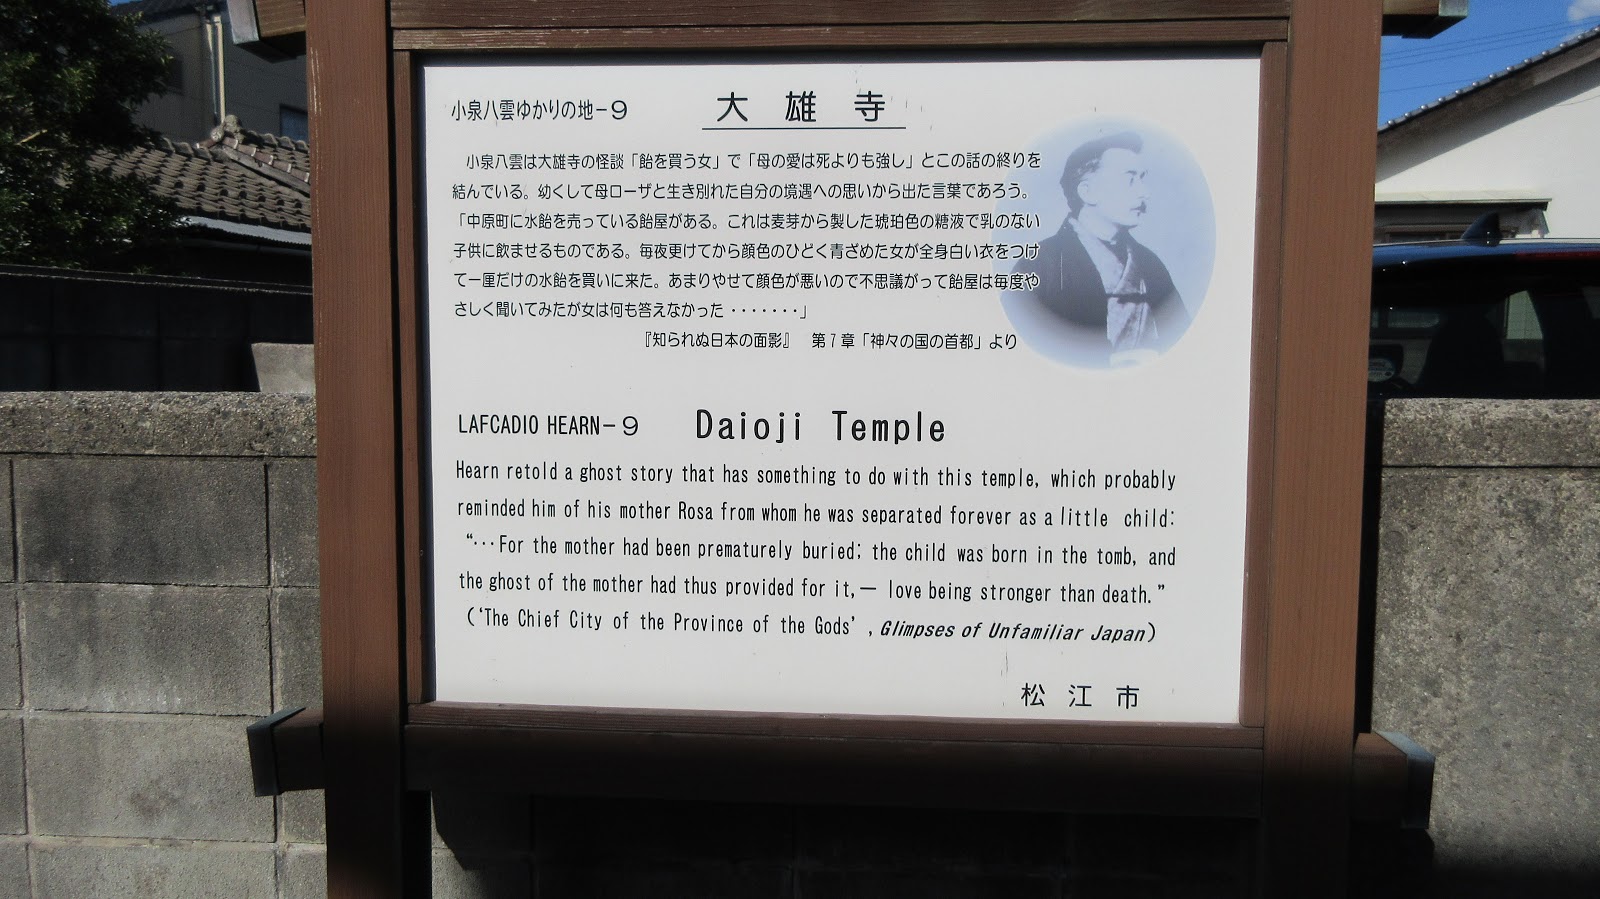 小泉八雲ゆかりの地－９ 大雄寺
小泉八雲は大雄寺の怪談「飴を買う女」で「母の愛は死よりも強し」とこの話の終りを
結んでいる。幼くして母ローザと生き別れた自分の境遇への思いから出た言葉であろう。
「中原町に水飴を売っている飴屋がある。これは麦芽から製した琥珀色の糖液で乳のない
子供に飲ませるものである。毎夜更けてから顔色のひどく青ざめた女が全身白い衣をつけ
て一厘だけの水飴を買いに来た。あまりやせて顔色が悪いので不思議がって飴屋は毎度や
さしく聞いてみたが女は何も答えなかった・・・・・・・」
『知られぬ日本の面影』 第７章「神々の国の首都」より
LAFCADIO HEARN－９ Daioji Temple
Hearn retold a ghost story that has something to do with this temple, which probably
reminded him of his mother Rosa from whom he was separated forever as a little child:
“…For the mother had been prematurely buried; the child was born in the tomb, and
the ghost of the mother had thus provided for it,— love being stronger than death.”
(‘The Chief City of the Province of the Gods’, Glimpses of Unfamiliar Japan)
松江市